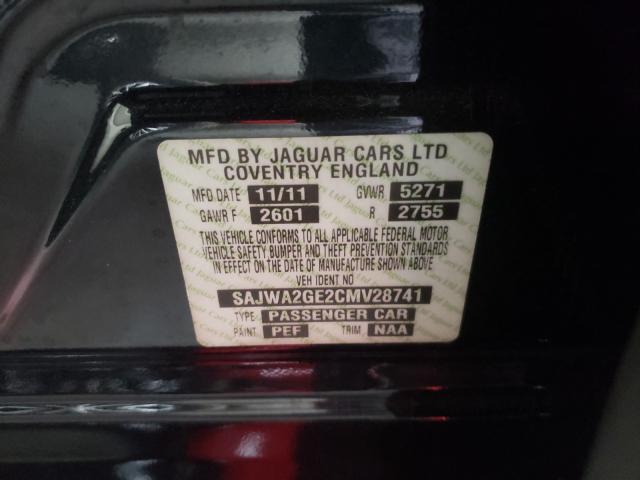 MFD BY JAGUAR CARS LTD
COVENTRY ENGLAND
MFD DATE 11/11 GVWR 5271
GAWR F 2601 R 2755
THIS VEHICLE CONFORMS TO ALL APPLICABLE FEDERAL MOTOR
VEHICLE SAFETY BUMPER AND THEFT PREVENTION STANDARDS
IN EFFECT ON THE DATE OF MANUFACTURE SHOWN ABOVE
VEH IDENT NO
SAJWA2GE2CMV28741
TYPE PASSENGER CAR
PAINT PEF TRIM NAA